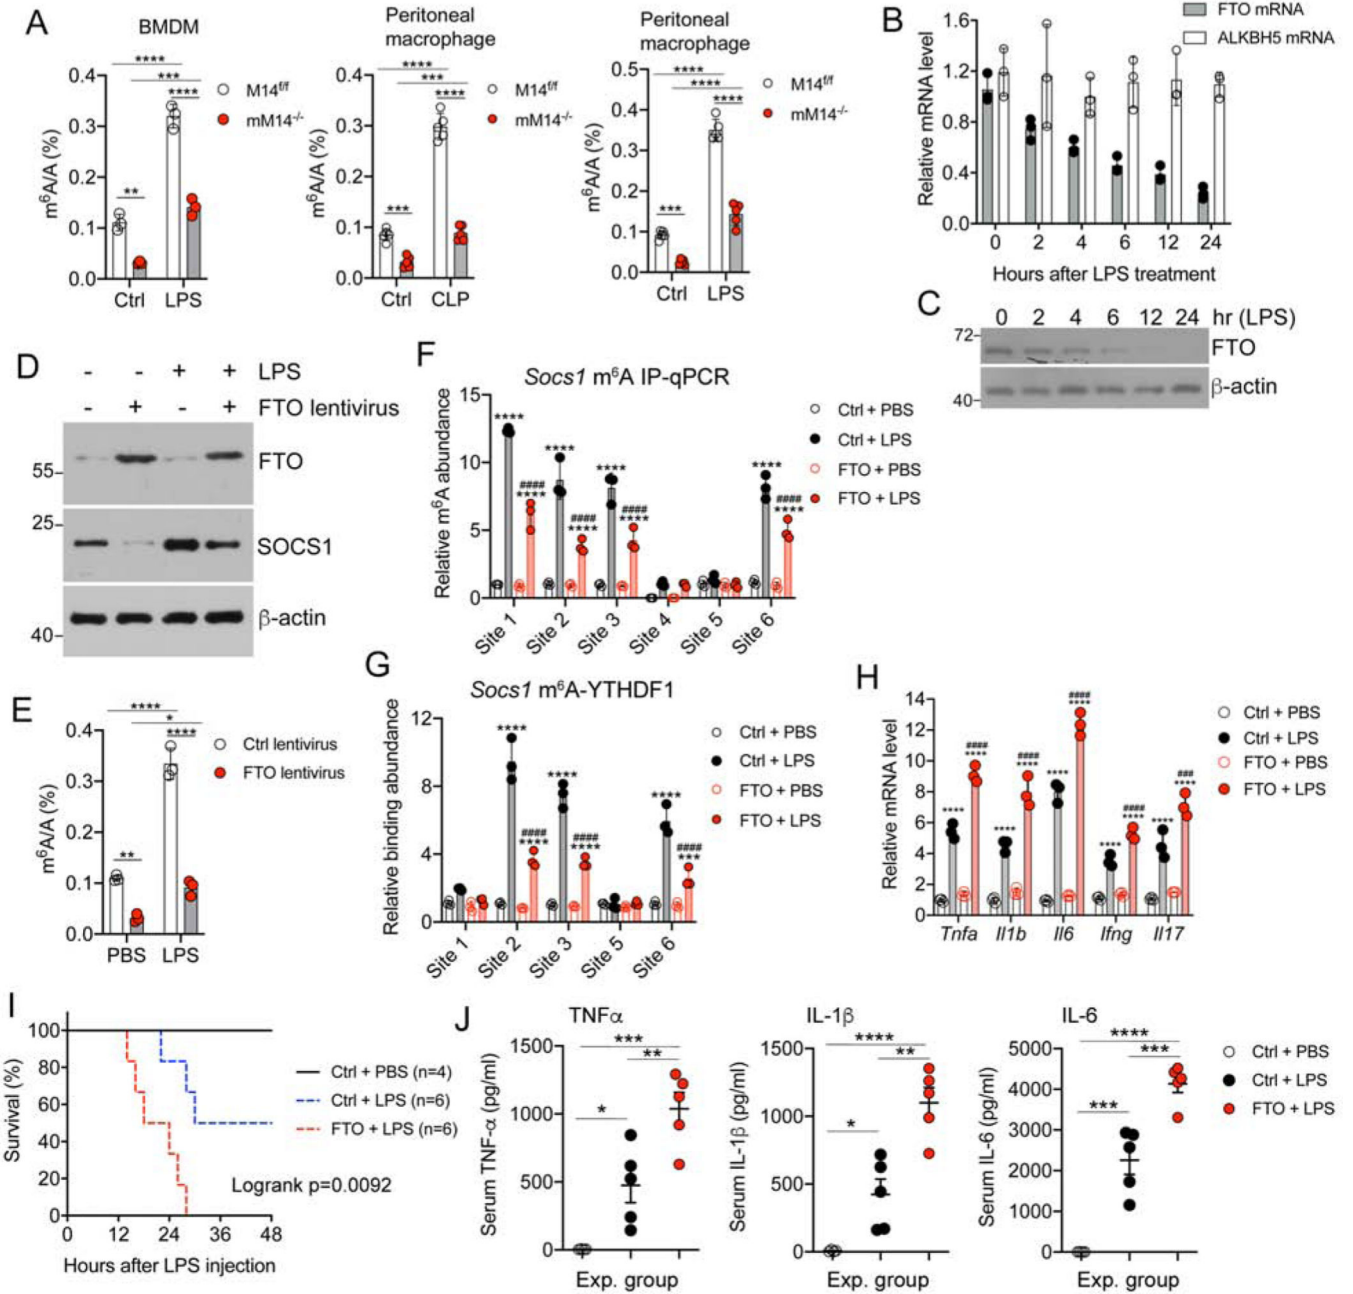 A
BMDM
****
***
****
**
m⁶A/A (%)
0.4
0.3
0.2
0.1
0.0
Ctrl LPS
M14f/f
mM14-/-
Peritoneal
macrophage
****
***
****
***
m⁶A/A (%)
0.4
0.3
0.2
0.1
0.0
Ctrl CLP
M14f/f
mM14-/-
Peritoneal
macrophage
****
****
****
***
m⁶A/A (%)
0.5
0.4
0.3
0.2
0.1
0.0
Ctrl LPS
M14f/f
mM14-/-
B
FTO mRNA
ALKBH5 mRNA
Relative mRNA level
1.6
1.2
0.8
0.4
0.0
0 2 4 6 12 24
Hours after LPS treatment
C
0 2 4 6 12 24 hr (LPS)
72
FTO
β-actin
40
D
- - + + LPS
- + - + FTO lentivirus
FTO
55
25
SOCS1
β-actin
40
E
****
*
****
**
m⁶A/A (%)
0.4
0.3
0.2
0.1
0.0
PBS LPS
Ctrl lentivirus
FTO lentivirus
F
Socs1 m⁶A IP-qPCR
Relative m⁶A abundance
15
10
5
0
****
####
****
****
####
****
****
####
****
****
####
****
Site 1 Site 2 Site 3 Site 4 Site 5 Site 6
Ctrl + PBS
Ctrl + LPS
FTO + PBS
FTO + LPS
G
Socs1 m⁶A-YTHDF1
Relative binding abundance
12
8
4
0
****
####
****
****
####
****
****
####
***
Site 1 Site 2 Site 3 Site 5 Site 6
Ctrl + PBS
Ctrl + LPS
FTO + PBS
FTO + LPS
H
Relative mRNA level
14
12
10
8
6
4
2
0
****
####
****
****
####
****
****
####
****
****
####
****
****
###
****
Tnfa Il1b Il6 Ifng Il17
Ctrl + PBS
Ctrl + LPS
FTO + PBS
FTO + LPS
I
Survival (%)
100
80
60
40
20
0
0 12 24 36 48
Hours after LPS injection
Ctrl + PBS (n=4)
Ctrl + LPS (n=6)
FTO + LPS (n=6)
Logrank p=0.0092
J
TNFα
***
**
*
Serum TNF-α (pg/ml)
1500
1000
500
0
Exp. group
IL-1β
****
**
*
Serum IL-1β (pg/ml)
1500
1000
500
0
Exp. group
IL-6
****
***
***
Serum IL-6 (pg/ml)
5000
4000
3000
2000
1000
0
Exp. group
Ctrl + PBS
Ctrl + LPS
FTO + LPS